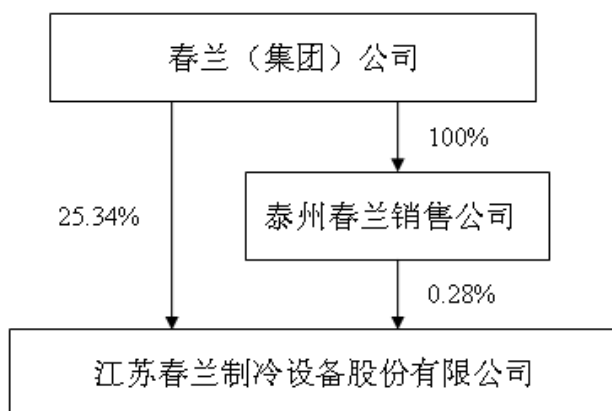 春兰（集团）公司
100%
25.34%
泰州春兰销售公司
0.28%
江苏春兰制冷设备股份有限公司